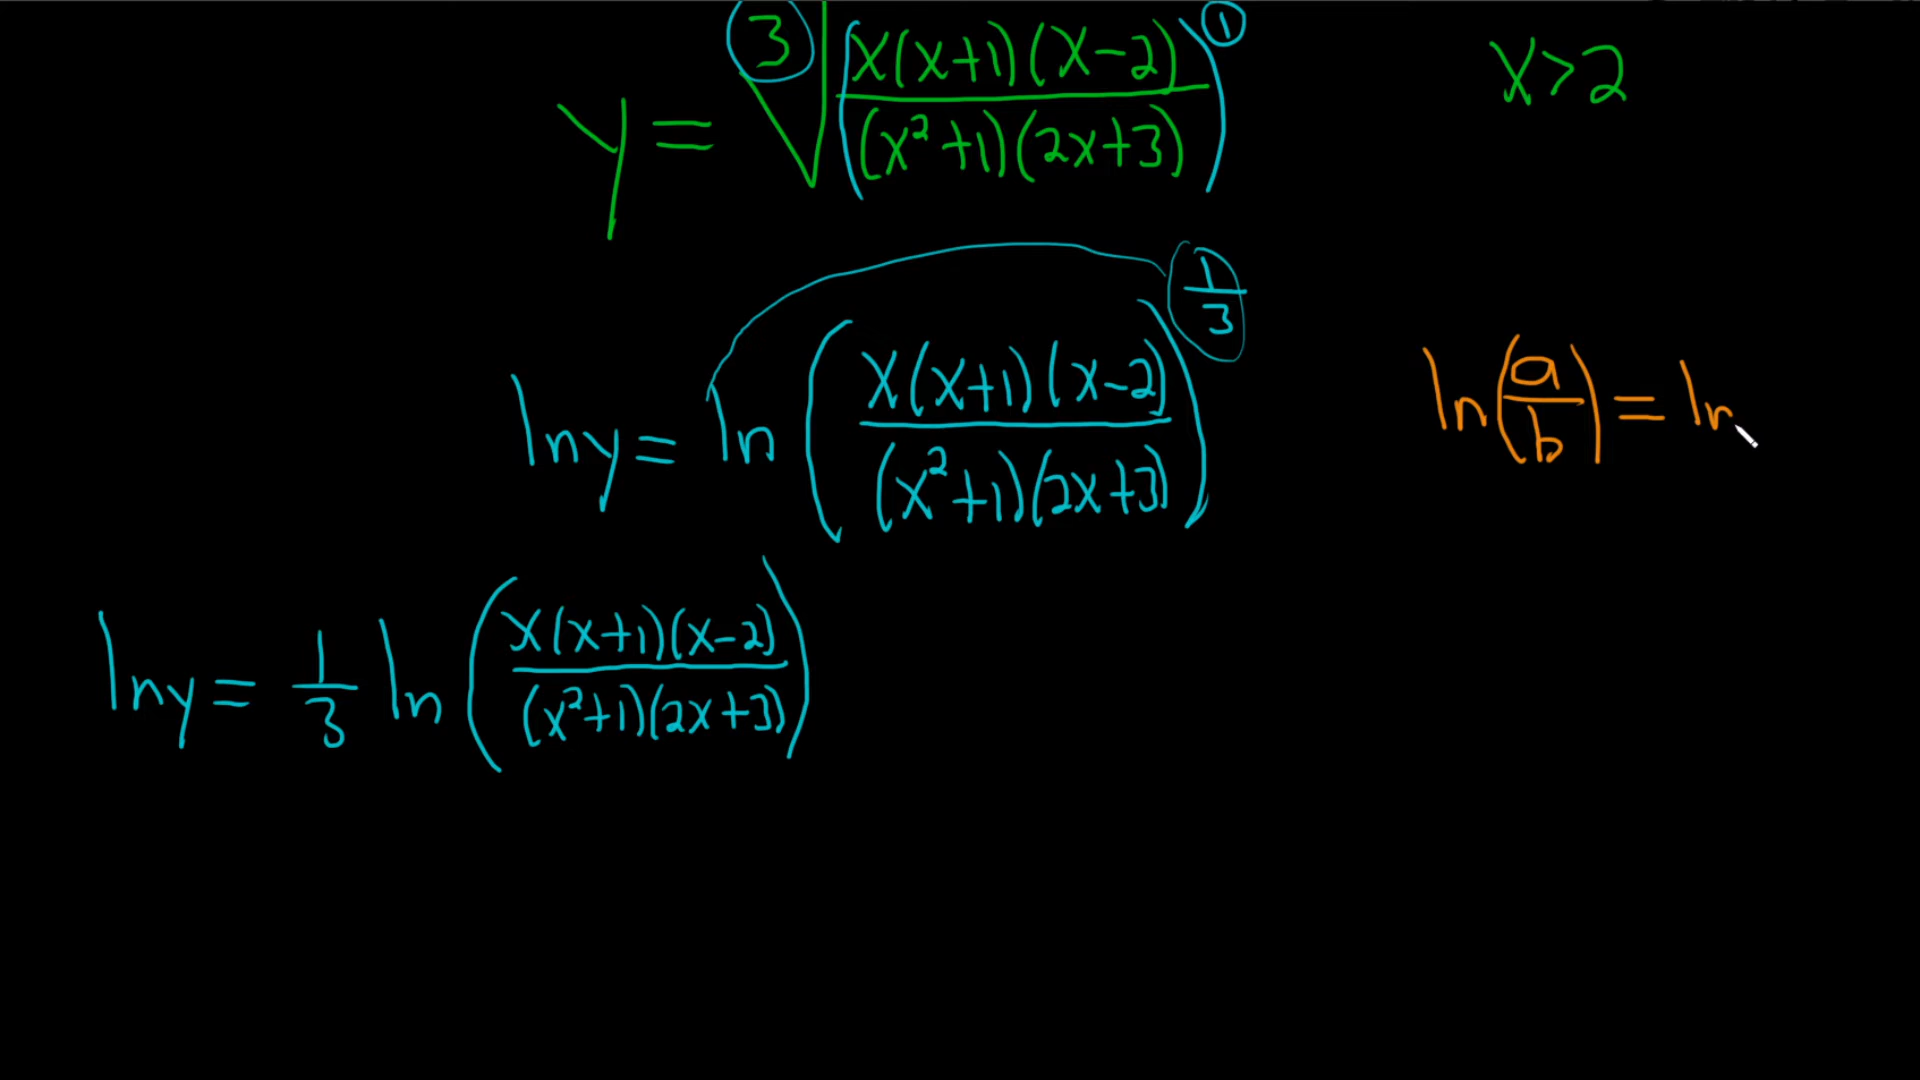 y = ∛(x(x+1)(x-2) / (x²+1)(2x+3))¹ x>2
ln y = ln (x(x+1)(x-2) / (x²+1)(2x+3))^(1/3) ln(a/b) = ln
ln y = 1/3 ln (x(x+1)(x-2) / (x²+1)(2x+3))